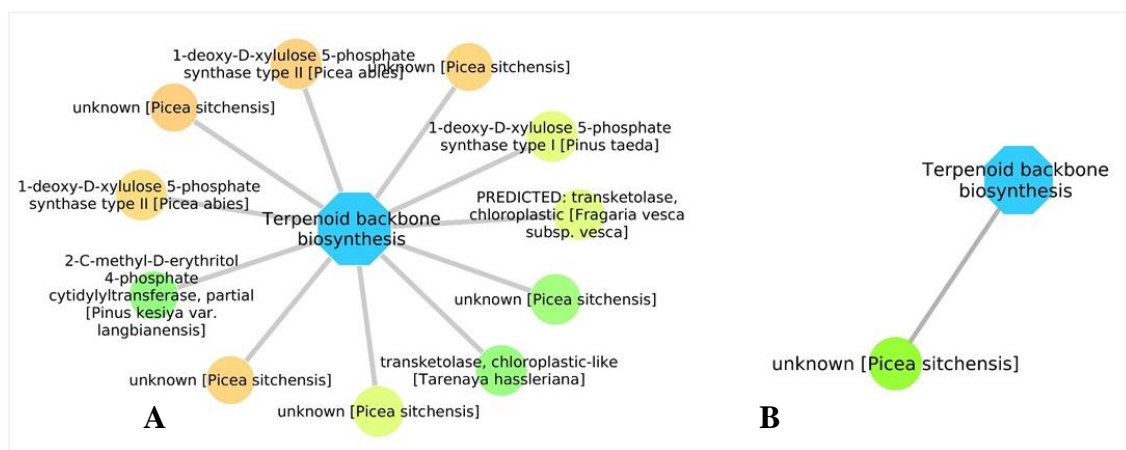 1-deoxy-D-xylulose 5-phosphate
synthase type II [Picea abies]
unknown [Picea sitchensis]
unknown [Picea sitchensis]
1-deoxy-D-xylulose 5-phosphate
synthase type I [Pinus taeda]
1-deoxy-D-xylulose 5-phosphate
synthase type II [Picea abies]
PREDICTED: transketolase,
chloroplastic [Fragaria vesca
subsp. vesca]
Terpenoid backbone
biosynthesis
2-C-methyl-D-erythritol
4-phosphate
cytidylyltransferase, partial
[Pinus kesiya var.
langbianensis]
unknown [Picea sitchensis]
transketolase, chloroplastic-like
[Tarenaya hassleriana]
unknown [Picea sitchensis]
unknown [Picea sitchensis]
A
Terpenoid backbone
biosynthesis
unknown [Picea sitchensis]
B